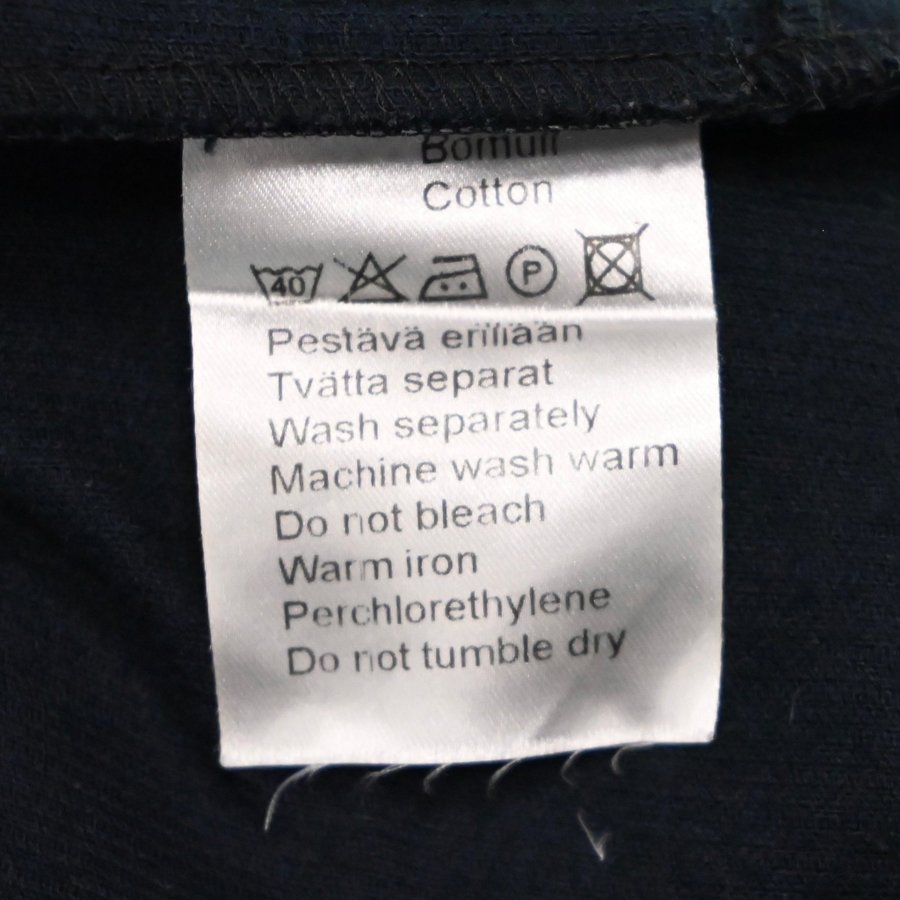 Bomull
Cotton
40 P
Pestävä erillään
Tvätta separat
Wash separately
Machine wash warm
Do not bleach
Warm iron
Perchlorethylene
Do not tumble dry